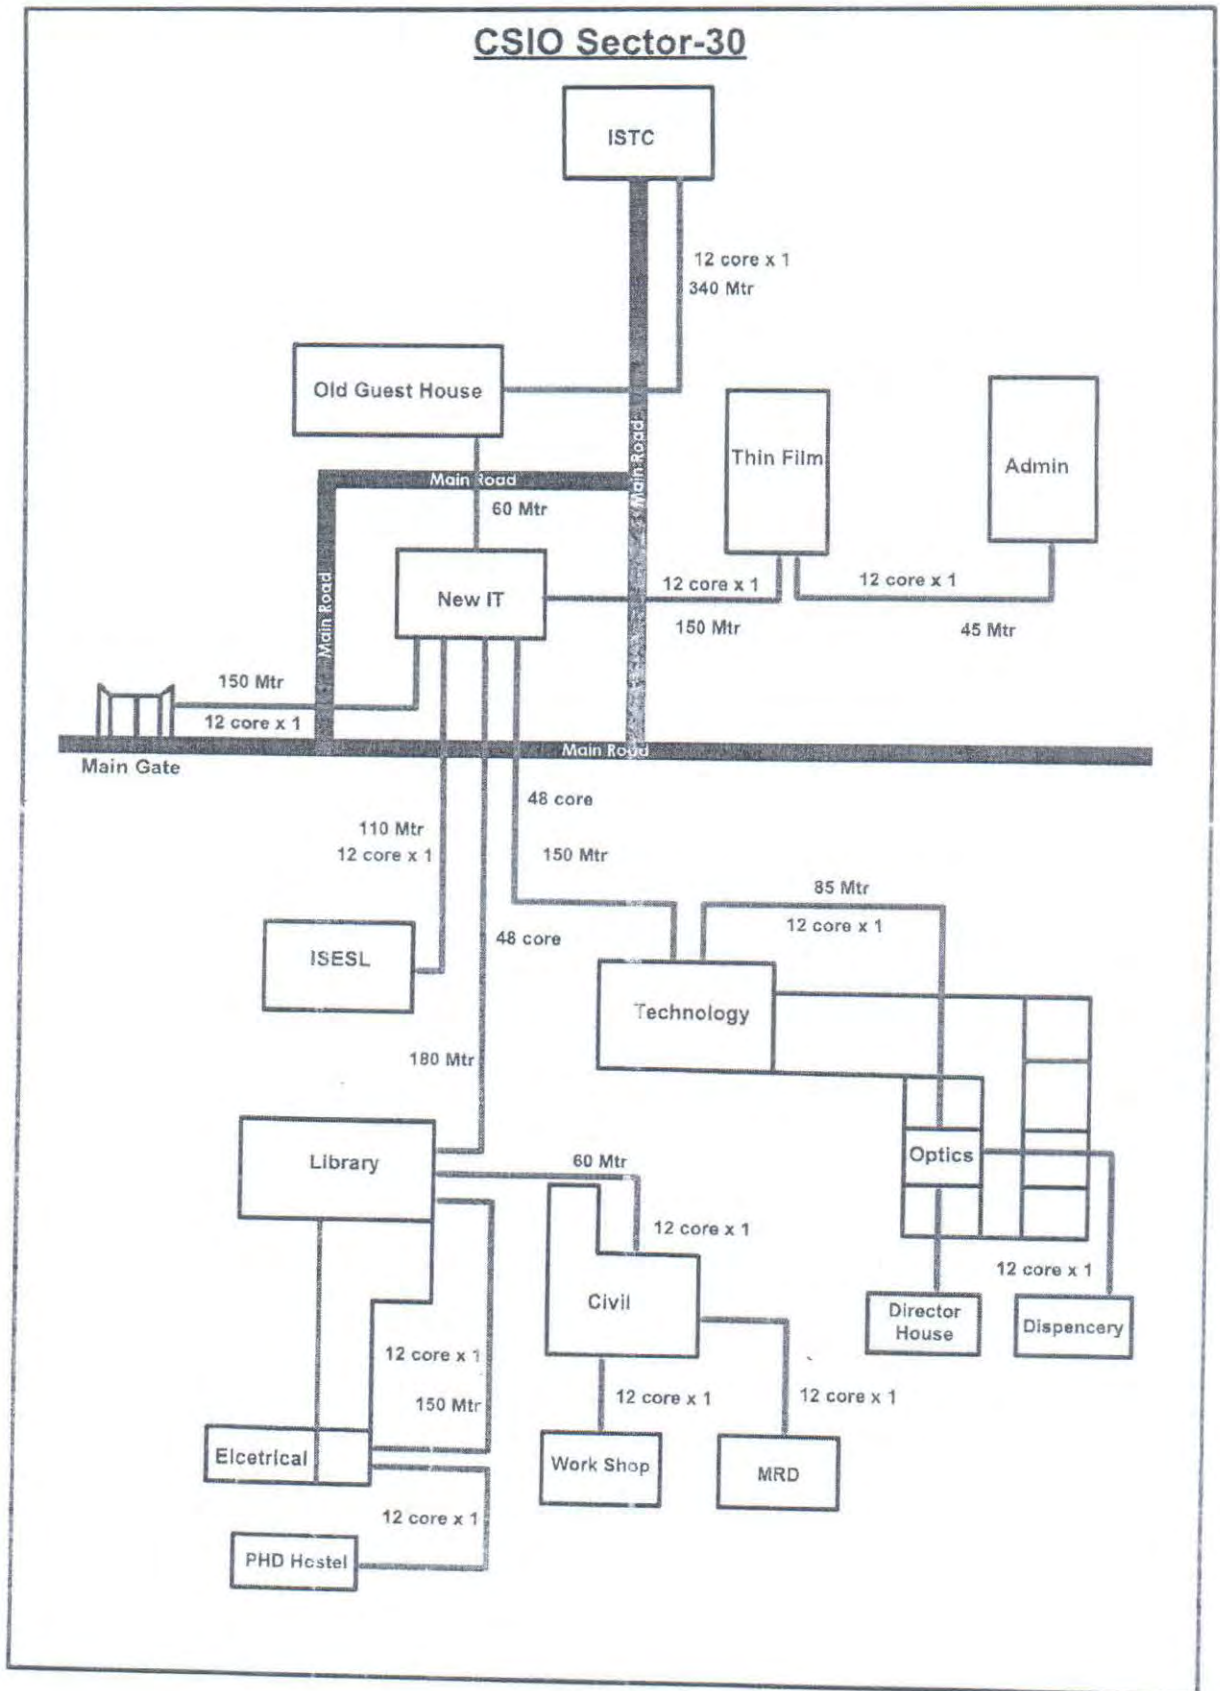 CSIO Sector-30
ISTC
12 core x 1
340 Mtr
Old Guest House
Thin Film
Admin
Main Road
Main Road
60 Mtr
New IT
12 core x 1
150 Mtr
12 core x 1
45 Mtr
Main Road
150 Mtr
12 core x 1
Main Road
Main Gate
48 core
150 Mtr
110 Mtr
12 core x 1
85 Mtr
12 core x 1
48 core
ISESL
Technology
180 Mtr
Library
60 Mtr
Optics
12 core x 1
12 core x 1
Civil
Director
House
Dispencery
12 core x 1
150 Mtr
12 core x 1
12 core x 1
Elcetrical
Work Shop
MRD
12 core x 1
PHD Hostel